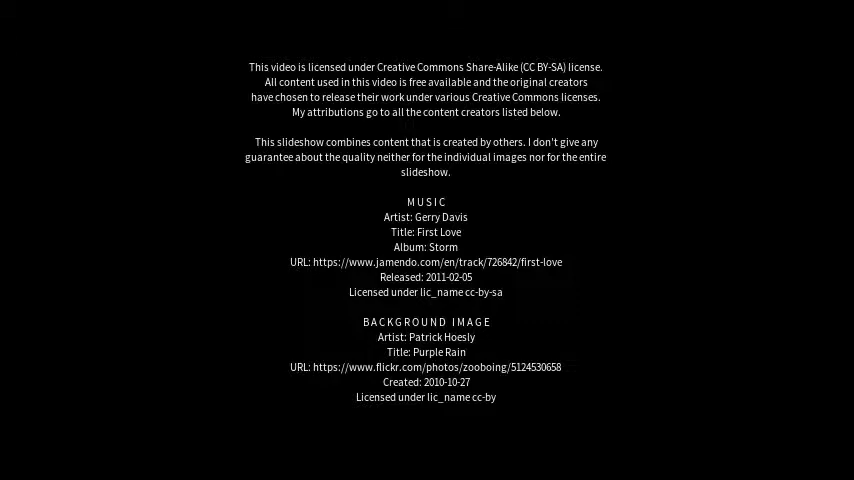 This video is licensed under Creative Commons Share-Alike (CC BY-SA) license.
All content used in this video is free available and the original creators
have chosen to release their work under various Creative Commons licenses.
My attributions go to all the content creators listed below.
This slideshow combines content that is created by others. I don't give any
guarantee about the quality neither for the individual images nor for the entire
slideshow.
MUSIC
Artist: Gerry Davis
Title: First Love
Album: Storm
URL: https://www.jamendo.com/en/track/726842/first-love
Released: 2011-02-05
Licensed under lic_name cc-by-sa
BACKGROUND IMAGE
Artist: Patrick Hoesly
Title: Purple Rain
URL: https://www.flickr.com/photos/zooboing/5124530658
Created: 2010-10-27
Licensed under lic_name cc-by